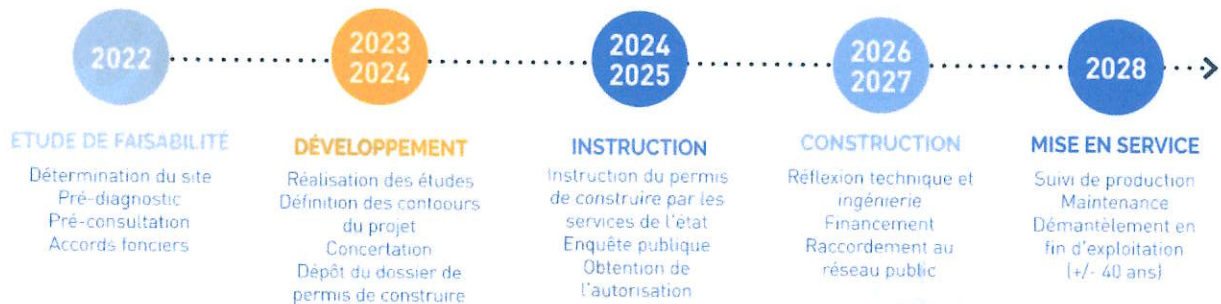 2022
2023
2024
2024
2025
2026
2027
2028
ETUDE DE FAISABILITÉ
Détermination du site
Pré-diagnostic
Pré-consultation
Accords fonciers
DÉVELOPPEMENT
Réalisation des études
Définition des contours
du projet
Concertation
Dépôt du dossier de
permis de construire
INSTRUCTION
Instruction du permis
de construire par les
services de l'état
Enquête publique
Obtention de
l'autorisation
CONSTRUCTION
Réflexion technique et
ingénierie
Financement
Raccordement au
réseau public
MISE EN SERVICE
Suivi de production
Maintenance
Démantèlement en
fin d'exploitation
(+/- 40 ans)